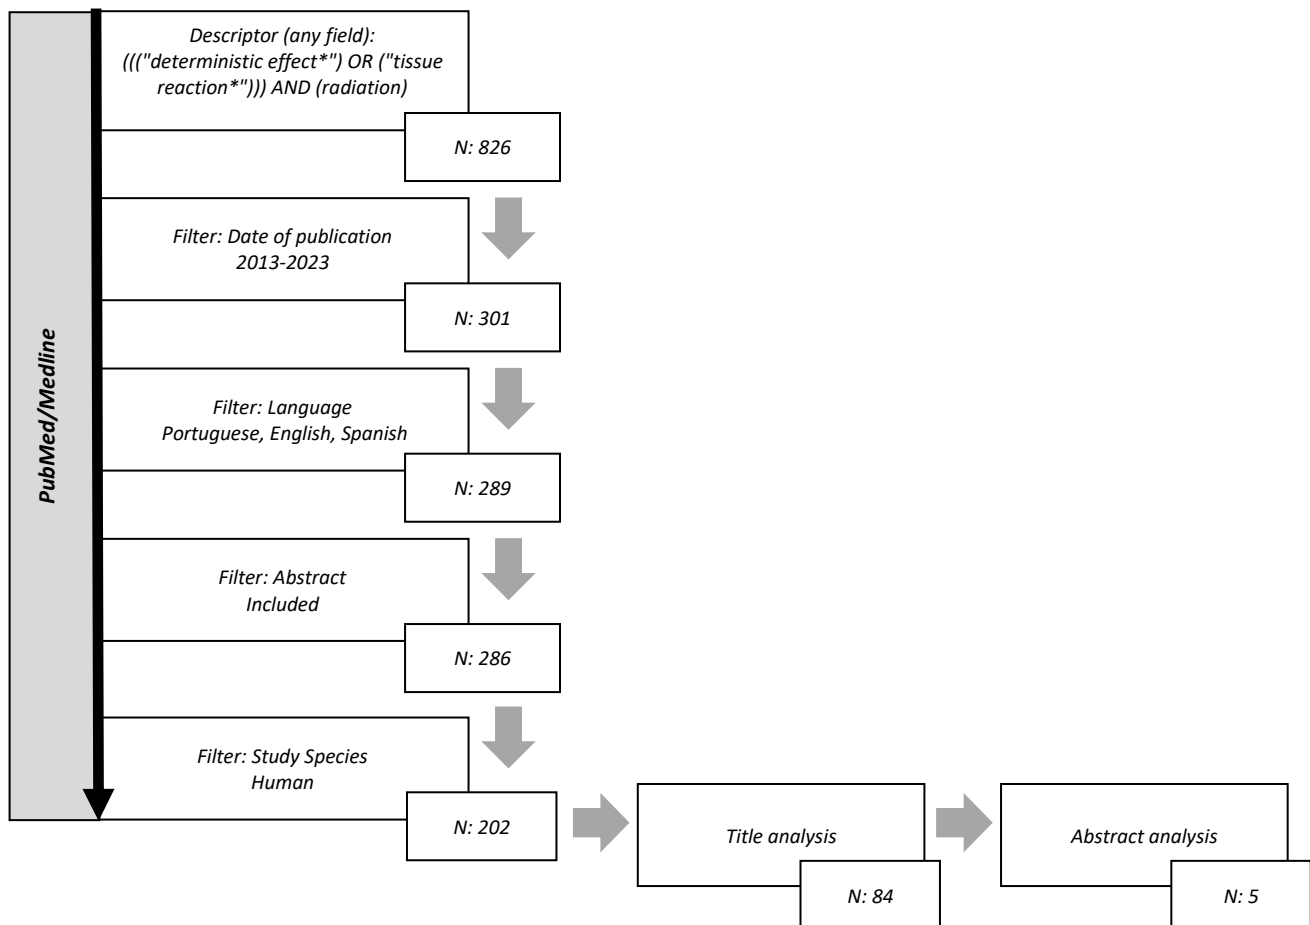 PubMed/Medline
Descriptor (any field):
((("deterministic effect*") OR ("tissue
reaction*"))) AND (radiation)
N: 826
Filter: Date of publication
2013-2023
N: 301
Filter: Language
Portuguese, English, Spanish
N: 289
Filter: Abstract
Included
N: 286
Filter: Study Species
Human
N: 202
Title analysis
N: 84
Abstract analysis
N: 5